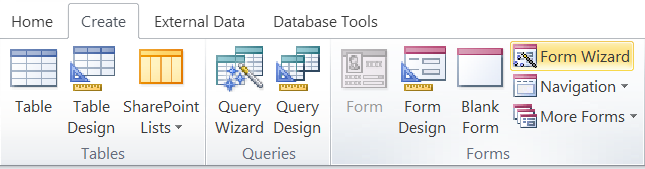 Home Create External Data Database Tools
Form Wizard
Navigation
Table Table SharePoint Query Query Form Form Blank
More Forms
Design Lists Wizard Design Design Form
Tables Queries Forms